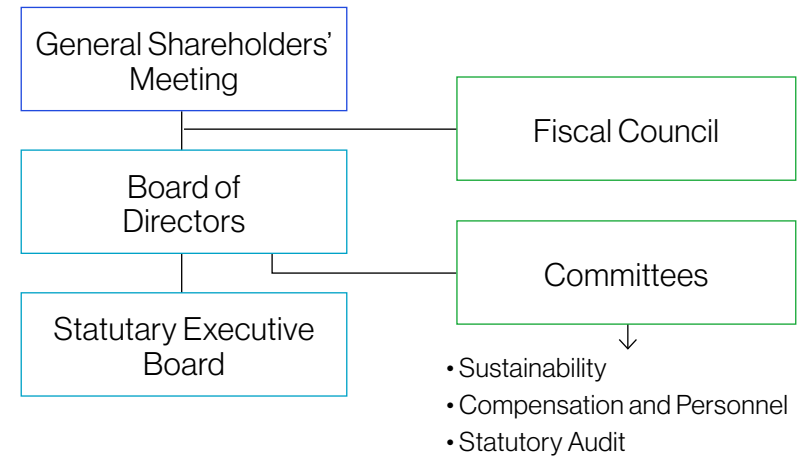 General Shareholders’
Meeting
Fiscal Council
Board of
Directors
Committees
Statutary Executive
Board
• Sustainability
• Compensation and Personnel
• Statutory Audit